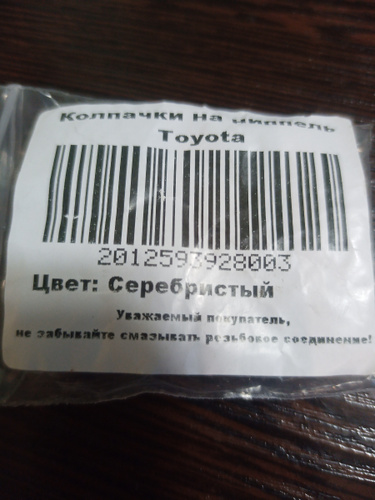 Колпачки на ниппель
Toyota
2012593928003
Цвет: Серебристый
Уважаемый покупатель,
не забывайте смазывать резьбовое соединение!